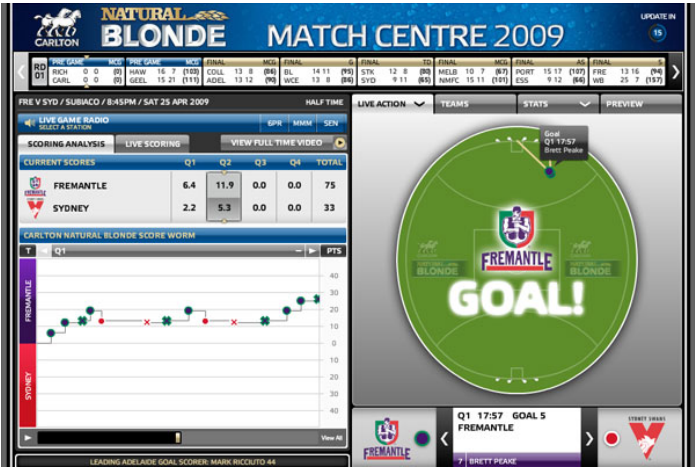 CARLTON
NATURAL
BLONDE
MATCH CENTRE 2009
UPDATE IN
15
RD
01
PRE GAME MCG
RICH 0 0 (0)
CARL 0 0 (0)
PRE GAME MCG
HAW 16 7 (103)
GEEL 15 21 (111)
FINAL MCG
COLL 13 8 (86)
ADEL 13 12 (90)
FINAL G
BL 14 11 (95)
WCE 13 8 (86)
FINAL TD
STK 12 8 (80)
SYD 9 11 (65)
FINAL MCG
MELB 10 7 (67)
NMFC 15 11 (101)
FINAL AS
PORT 15 17 (107)
ESS 9 12 (66)
FINAL S
FRE 13 16 (94)
WB 25 7 (157)
FRE V SYD / SUBIACO / 8:45PM / SAT 25 APR 2009 HALF TIME
LIVE GAME RADIO
SELECT A STATION
6PR MMM SEN
SCORING ANALYSIS LIVE SCORING VIEW FULL TIME VIDEO
CURRENT SCORES Q1 Q2 Q3 Q4 TOTAL
FREMANTLE 6.4 11.9 0.0 0.0 75
SYDNEY 2.2 5.3 0.0 0.0 33
CARLTON NATURAL BLONDE SCORE WORM
T Q1 PTS
FREMANTLE
SYDNEY
40
30
20
10
0
10
20
30
40
View All
LEADING ADELAIDE GOAL SCORER: MARK RICCIUTO 44
LIVE ACTION TEAMS STATS PREVIEW
Goal
Q1 17:57
Brett Peake
FREMANTLE
BLONDE
BLONDE
GOAL!
FREMANTLE
Q1 17:57 GOAL 5
FREMANTLE
7 BRETT PEAKE
SYDNEY SWANS